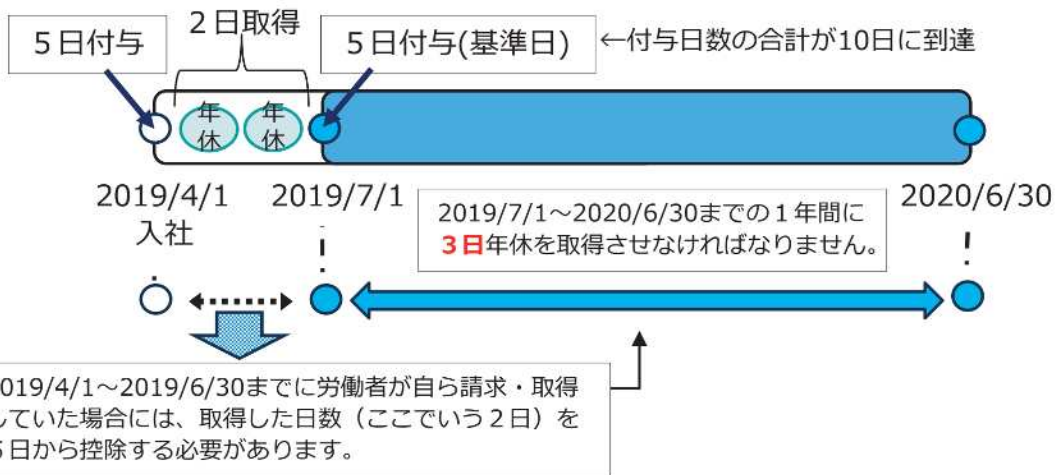 ２日取得
５日付与
５日付与(基準日)
←付与日数の合計が10日に到達
年休
年休
2019/4/1
入社
2019/7/1
2020/6/30
2019/7/1～2020/6/30までの１年間に
３日年休を取得させなければなりません。
019/4/1～2019/6/30までに労働者が自ら請求・取得
していた場合には、取得した日数（ここでいう２日）を
５日から控除する必要があります。